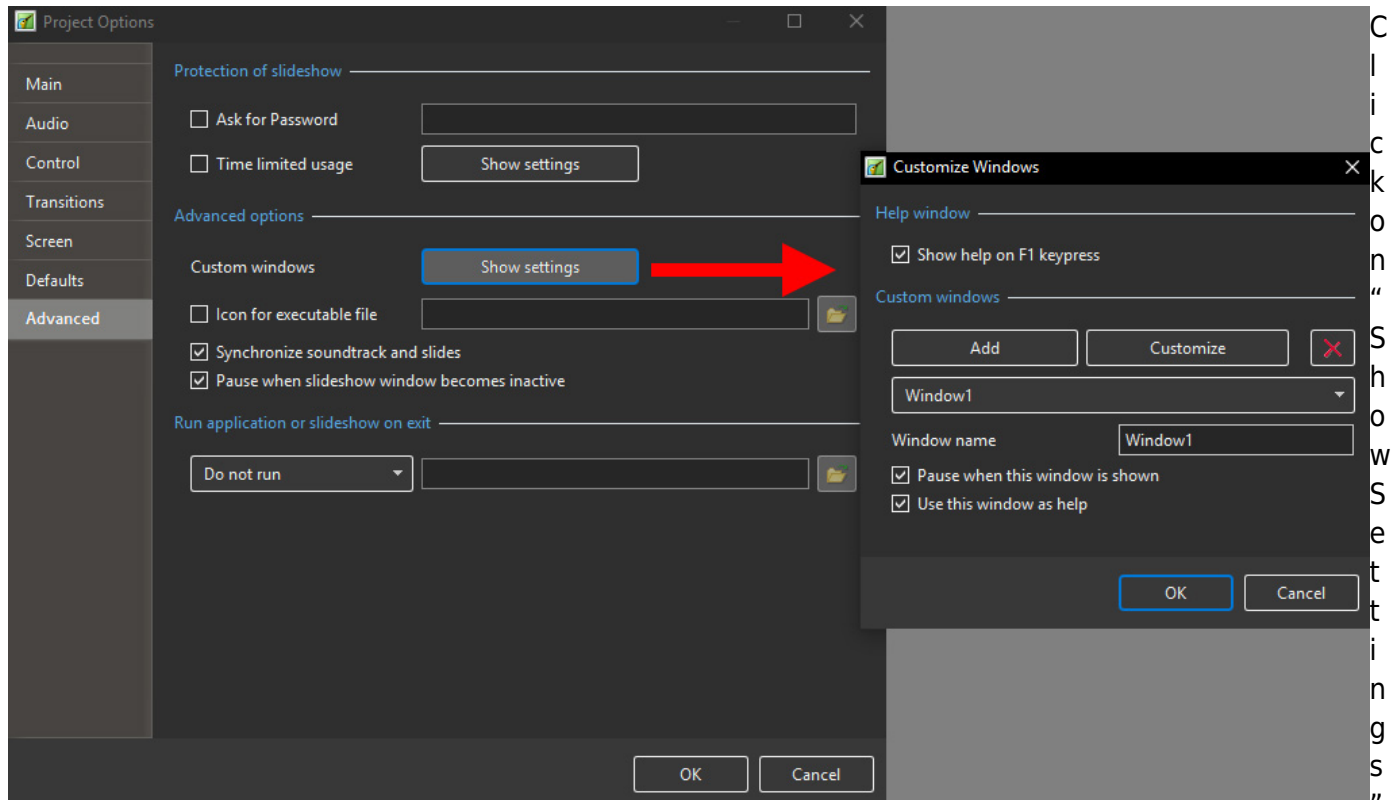 Project Options
Main
Audio
Control
Transitions
Screen
Defaults
Advanced
Protection of slideshow
Ask for Password
Time limited usage
Show settings
Advanced options
Custom windows
Show settings
Icon for executable file
Synchronize soundtrack and slides
Pause when slideshow window becomes inactive
Run application or slideshow on exit
Do not run
OK
Cancel
Customize Windows
Help window
Show help on F1 keypress
Custom windows
Add
Customize
Window1
Window name
Window1
Pause when this window is shown
Use this window as help
OK
Cancel
C
l
i
c
k
o
n
“
S
h
o
w
S
e
t
t
i
n
g
s
”